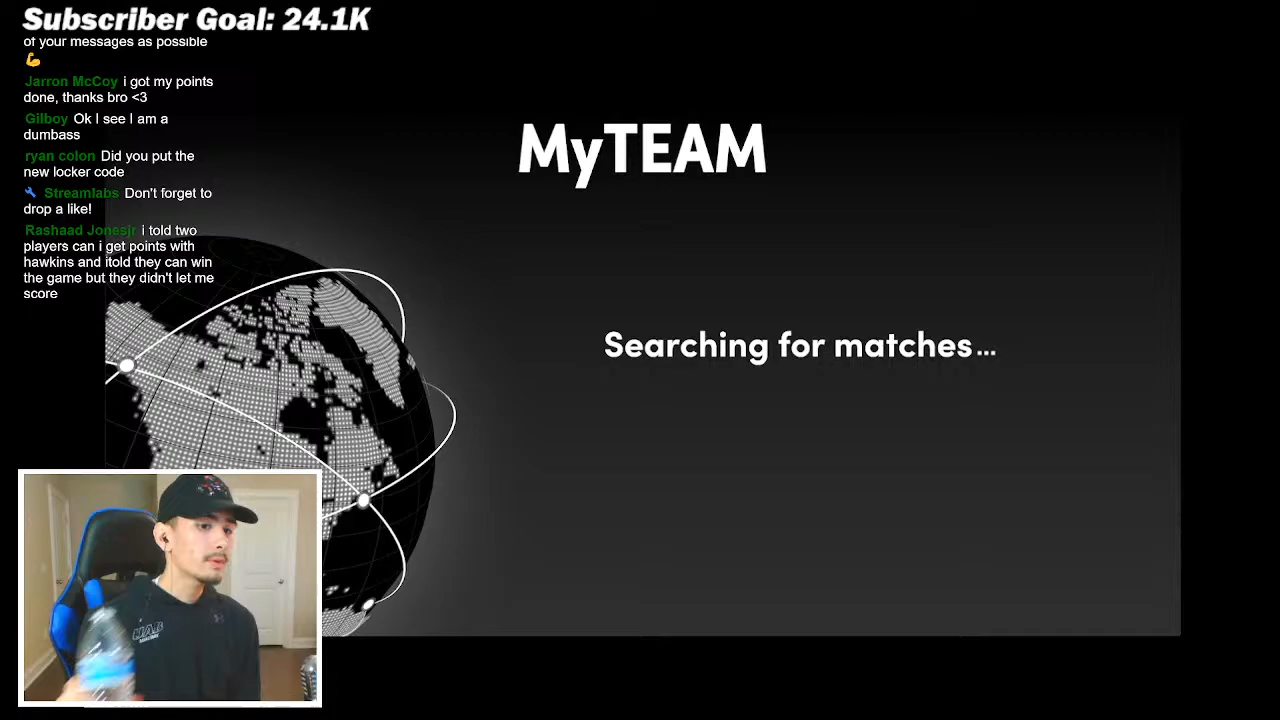 Subscriber Goal: 24.1K
of your messages as possible
💪
Jarron McCoy i got my points
done, thanks bro <3
Gilboy Ok I see I am a
dumbass
ryan colon Did you put the
new locker code
Streamlabs Don't forget to
drop a like!
Rashaad Jonesjr i told two
players can i get points with
hawkins and itold they can win
the game but they didn't let me
score
MyTEAM
Searching for matches...